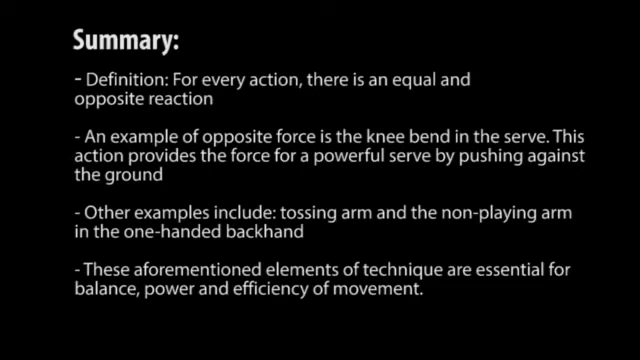 Summary:
- Definition: For every action, there is an equal and
opposite reaction
- An example of opposite force is the knee bend in the serve. This
action provides the force for a powerful serve by pushing against
the ground
- Other examples include: tossing arm and the non-playing arm
in the one-handed backhand
- These aforementioned elements of technique are essential for
balance, power and efficiency of movement.